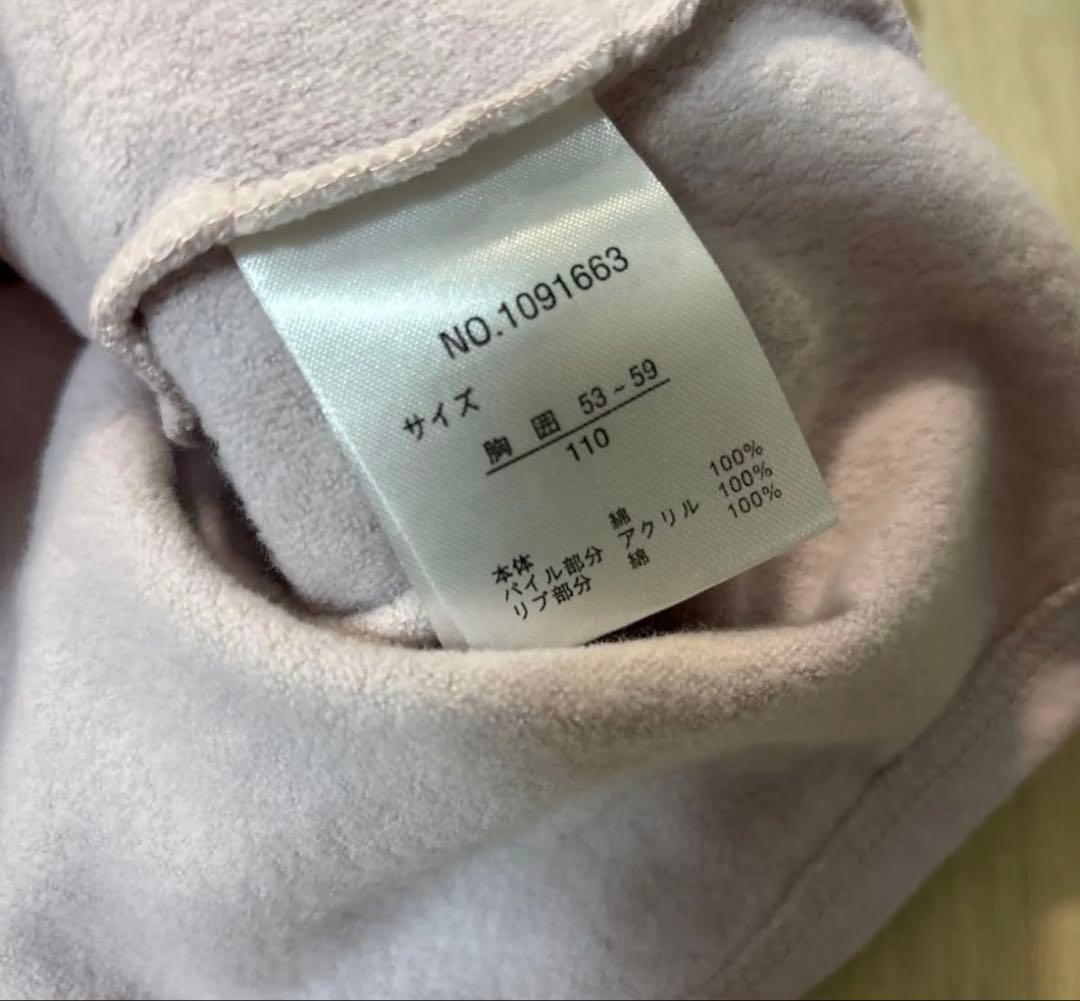 NO.1091663
サイズ
胸 囲 53~59
110
本体 綿 100%
パイル部分 アクリル 100%
リブ部分 綿 100%